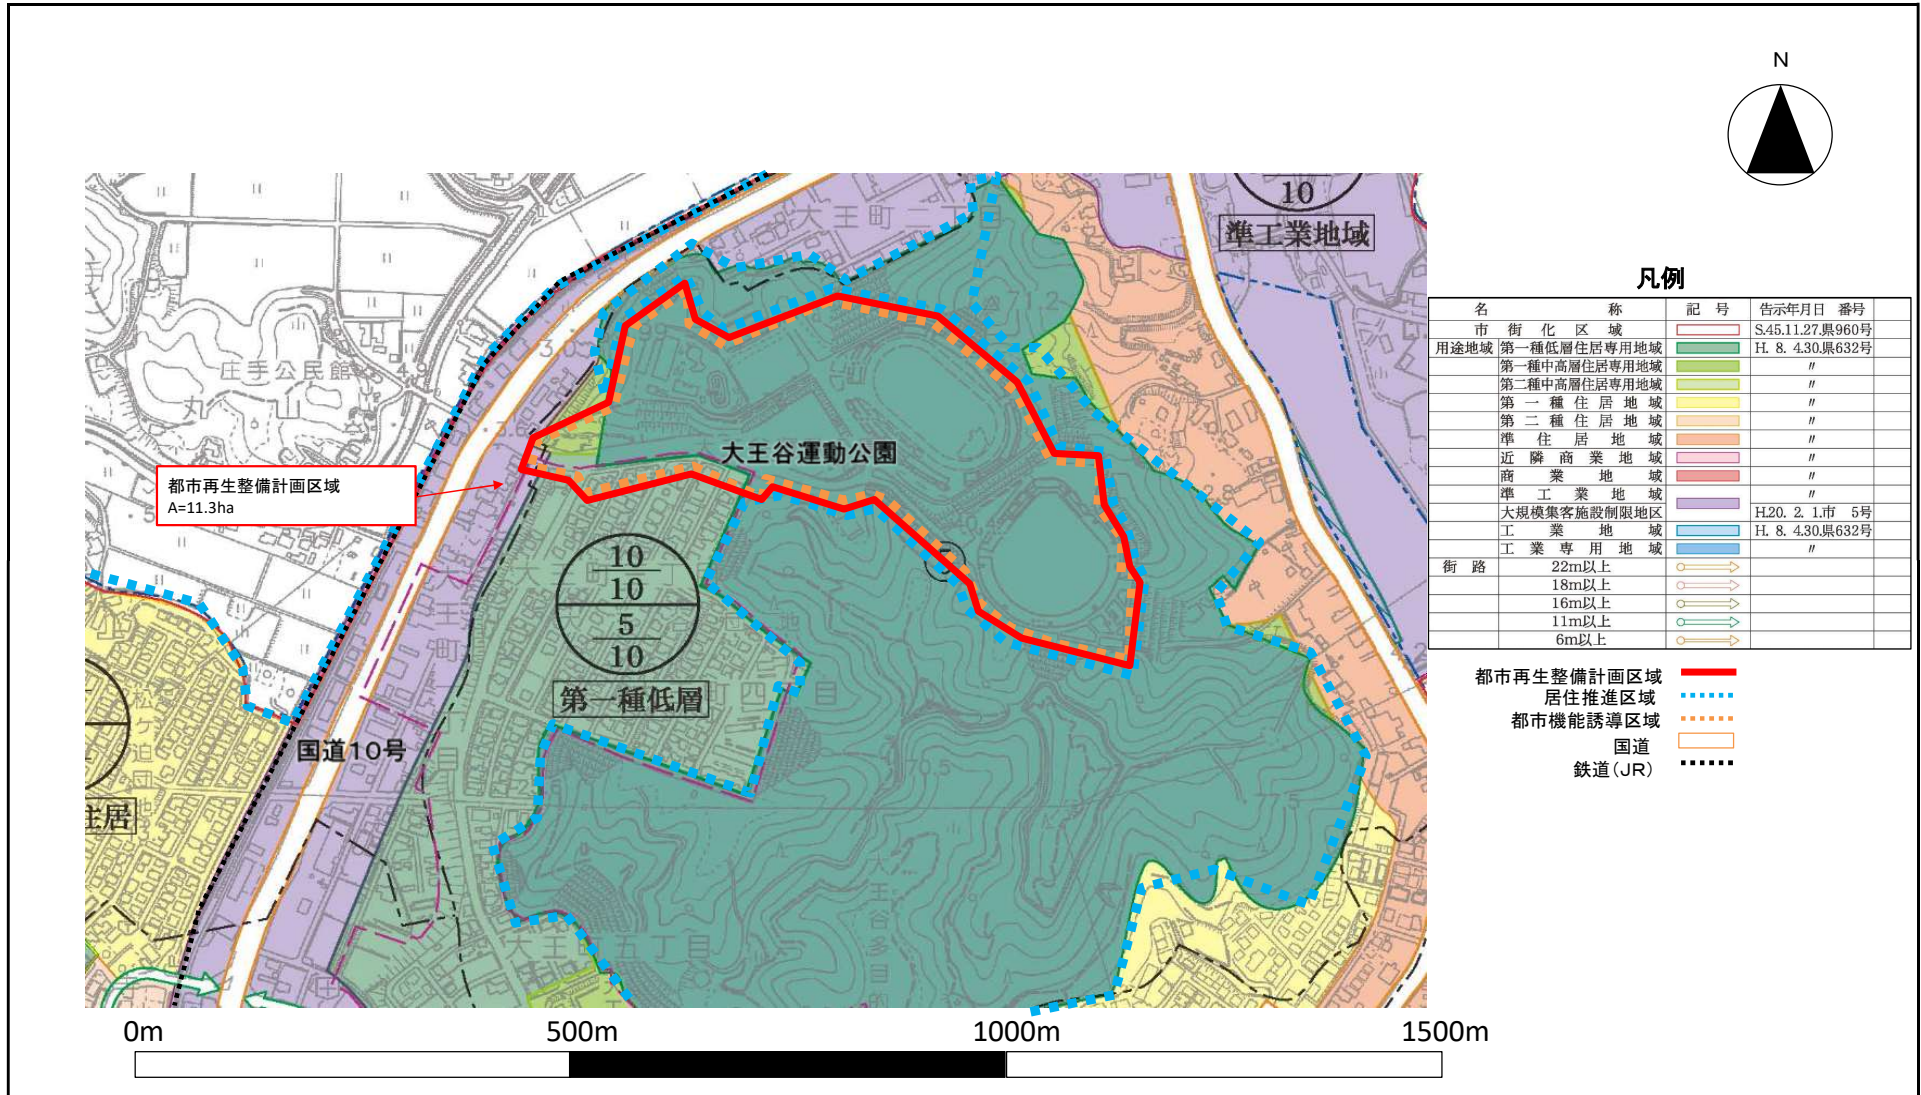 N
10
準工業地域
大王町二丁目
71.2
庄手公民館
丸山
大王谷運動公園
都市再生整備計画区域
A=11.3ha
10
10
5
10
第一種低層
国道10号
住居
大王町五丁目
凡例
名称 記号 告示年月日 番号
市街化区域 S.45.11.27.県960号
用途地域 第一種低層住居専用地域 H. 8. 4.30.県632号
第一種中高層住居専用地域 〃
第二種中高層住居専用地域 〃
第一種住居地域 〃
第二種住居地域 〃
準住居地域 〃
近隣商業地域 〃
商業地域 〃
準工業地域 〃
大規模集客施設制限地区 H.20. 2. 1.市 5号
工業地域 H. 8. 4.30.県632号
工業専用地域 〃
街路 22m以上
18m以上
16m以上
11m以上
6m以上
都市再生整備計画区域
居住推進区域
都市機能誘導区域
国道
鉄道(JR)
0m 500m 1000m 1500m